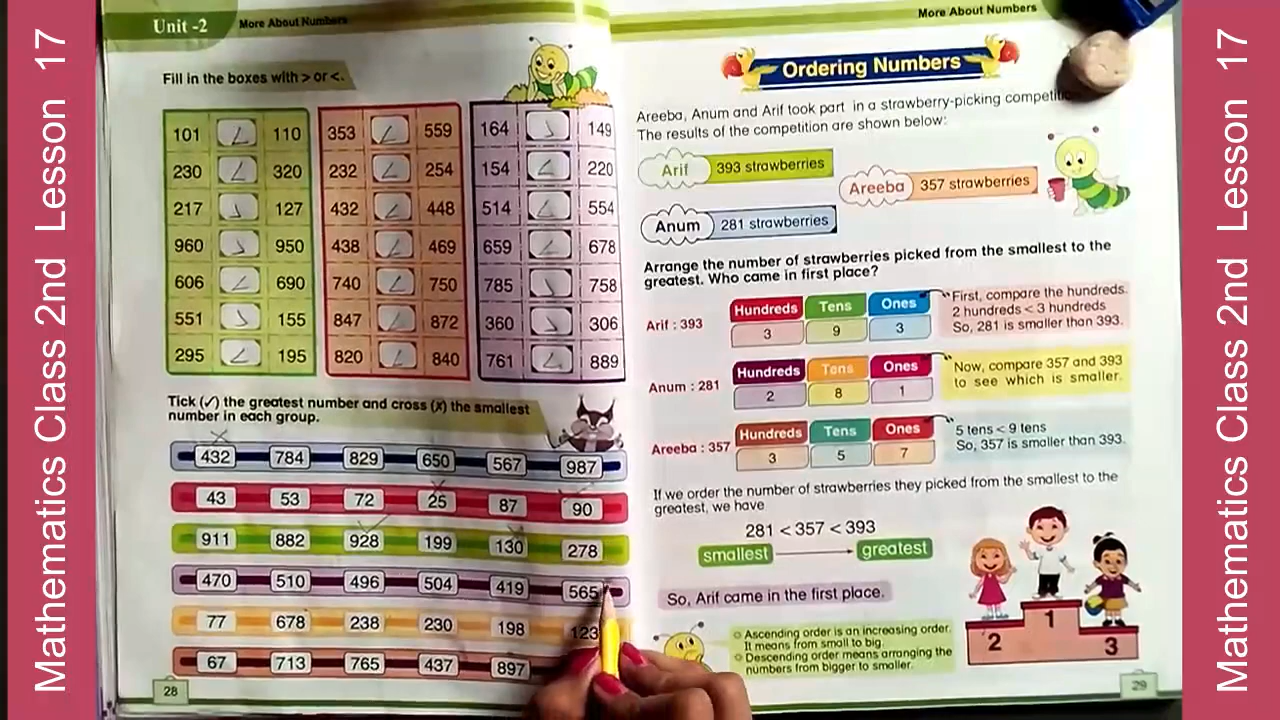 Mathematics Class 2nd Lesson 17
Unit -2
More About Numbers
Fill in the boxes with > or <.
101 < 110
230 < 320
217 > 127
960 > 950
606 < 690
551 > 155
295 < 195
353 < 559
232 < 254
432 < 448
438 < 469
740 < 750
847 < 872
820 < 840
164 > 149
154 < 220
514 < 554
659 < 678
785 > 758
360 > 306
761 < 889
Tick (✓) the greatest number and cross (x) the smallest
number in each group.
432 784 829 650 567 987
43 53 72 25 87 90
911 882 928 199 130 278
470 510 496 504 419 565
77 678 238 230 198 123
67 713 765 437 897
28
More About Numbers
Ordering Numbers
Areeba, Anum and Arif took part in a strawberry-picking
The results of the competition are shown below:
Arif 393 strawberries
Areeba 357 strawberries
Anum 281 strawberries
Arrange the number of strawberries picked from the smallest to the
greatest. Who came in first place?
Arif : 393
Hundreds Tens Ones
3 9 3
First, compare the hundreds.
2 hundreds < 3 hundreds
So, 281 is smaller than 393.
Anum : 281
Hundreds Tens Ones
2 8 1
Now, compare 357 and 393
to see which is smaller.
Areeba : 357
Hundreds Tens Ones
3 5 7
5 tens < 9 tens
So, 357 is smaller than 393.
If we order the number of strawberries they picked from the smallest to the
greatest, we have
281 < 357 < 393
smallest → greatest
So, Arif came in the first place.
2 1 3
Ascending order is an increasing order.
It means from small to big.
Descending order means arranging the
numbers from bigger to smaller.
29
Mathematics Class 2nd Lesson 17